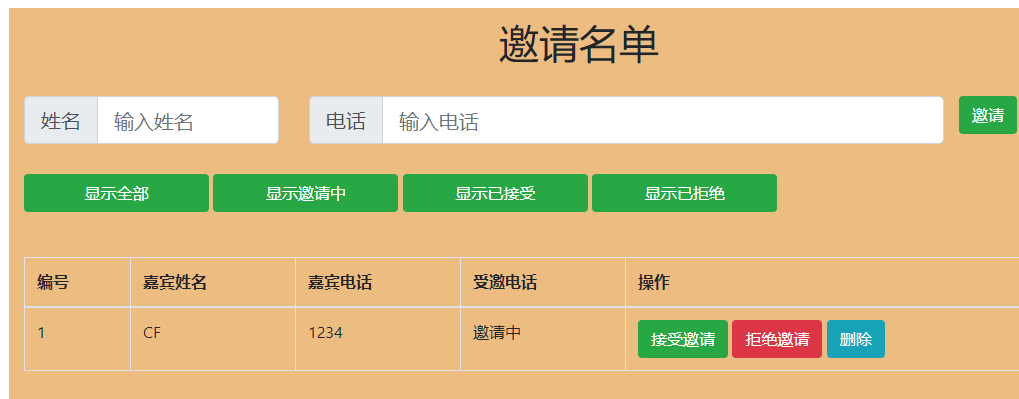 邀请名单
姓名 输入姓名 电话 输入电话 邀请
显示全部 显示邀请中 显示已接受 显示已拒绝
编号 嘉宾姓名 嘉宾电话 受邀电话 操作
1 CF 1234 邀请中 接受邀请 拒绝邀请 删除